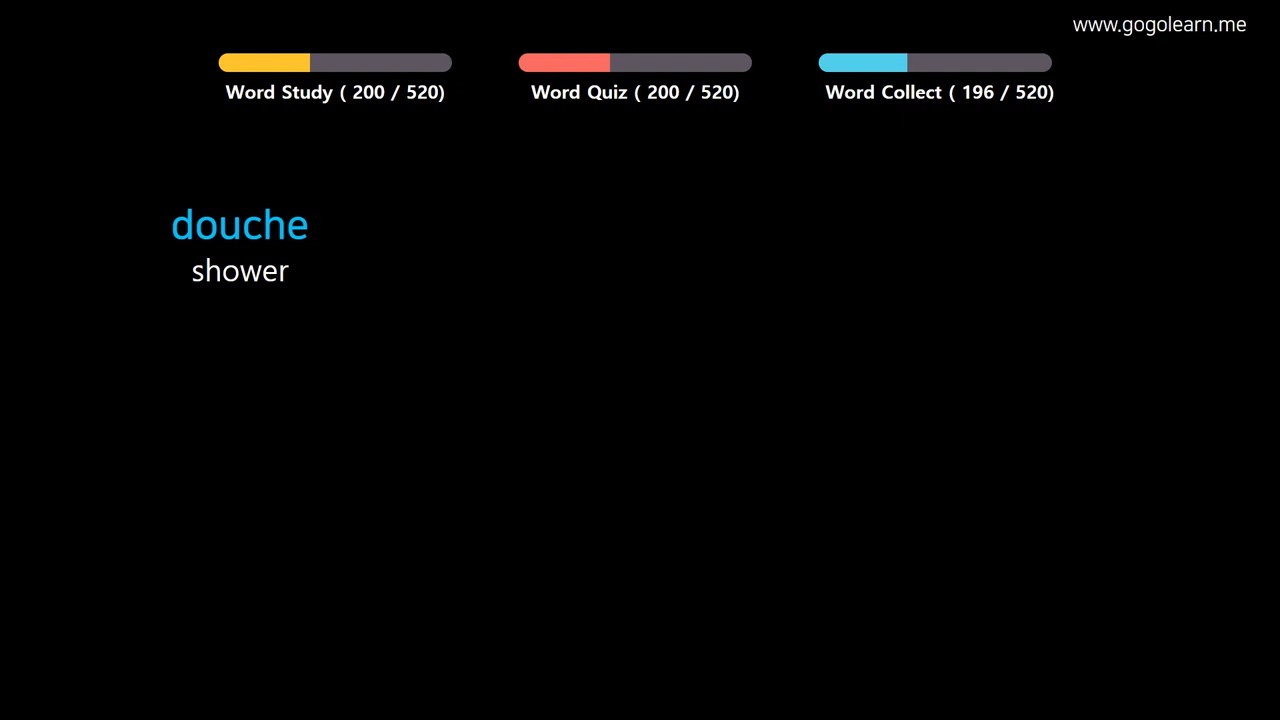 www.gogolearn.me
Word Study ( 200 / 520)
Word Quiz ( 200 / 520)
Word Collect ( 196 / 520)
douche
shower